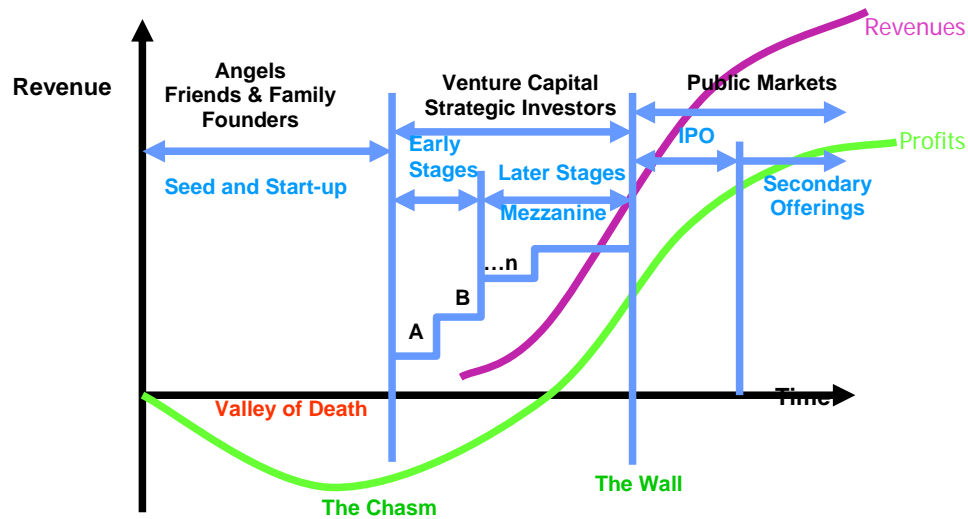 Revenues
Revenue
Angels
Friends & Family
Founders
Venture Capital
Strategic Investors
Public Markets
Early
Stages
IPO
Profits
Seed and Start-up
Later Stages
Mezzanine
Secondary
Offerings
…n
B
A
Time
Valley of Death
The Chasm
The Wall